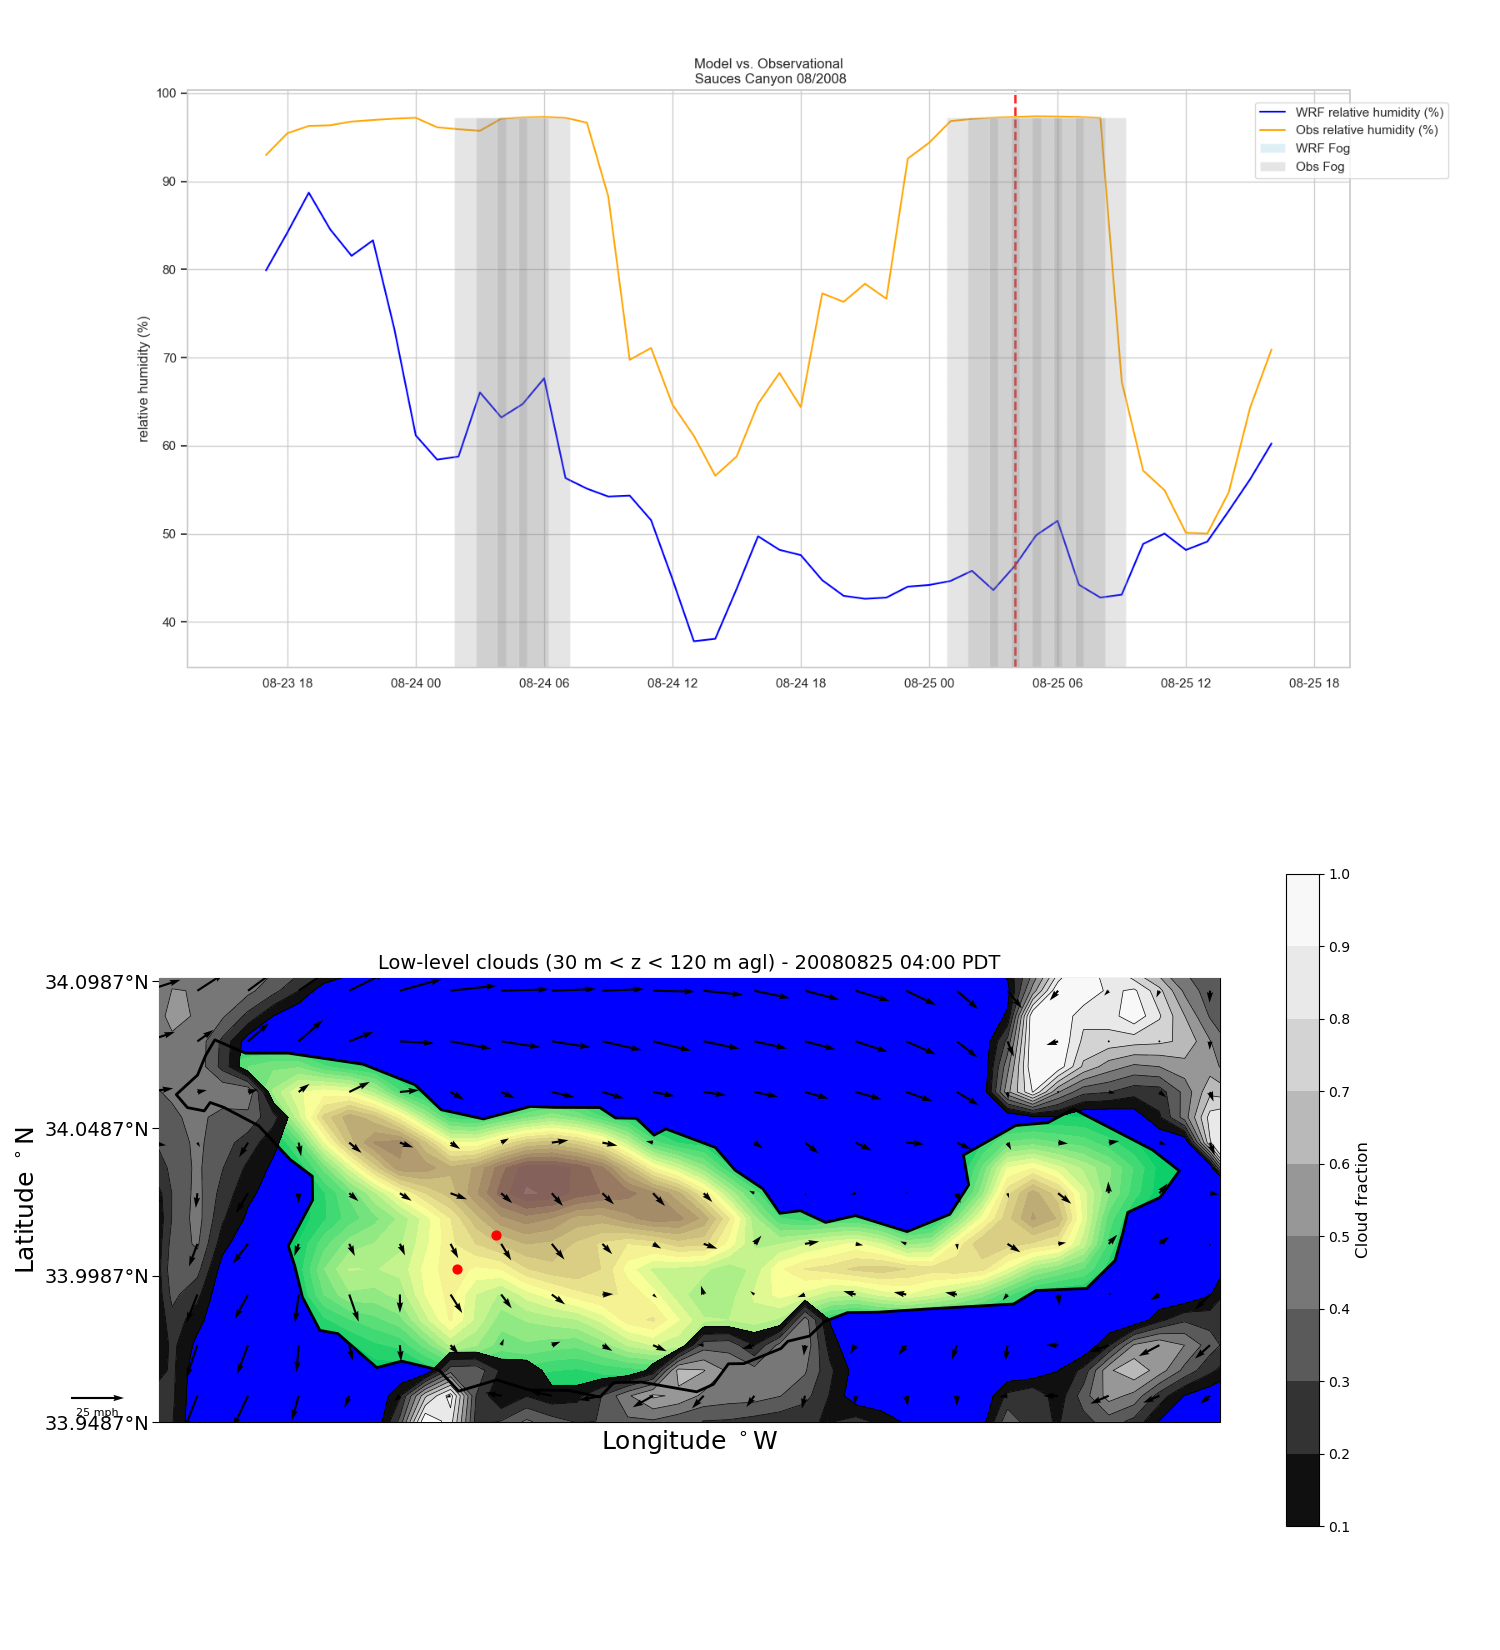 Model vs. Observational
Sauces Canyon 08/2008
100
90
80
70
60
50
40
relative humidity (%)
WRF relative humidity (%)
Obs relative humidity (%)
WRF Fog
Obs Fog
08-23 18
08-24 00
08-24 06
08-24 12
08-24 18
08-25 00
08-25 06
08-25 12
08-25 18
Low-level clouds (30 m < z < 120 m agl) - 20080825 04:00 PDT
34.0987°N
34.0487°N
33.9987°N
33.9487°N
Latitude °N
25 mph
Longitude °W
1.0
0.9
0.8
0.7
0.6
0.5
0.4
0.3
0.2
0.1
Cloud fraction